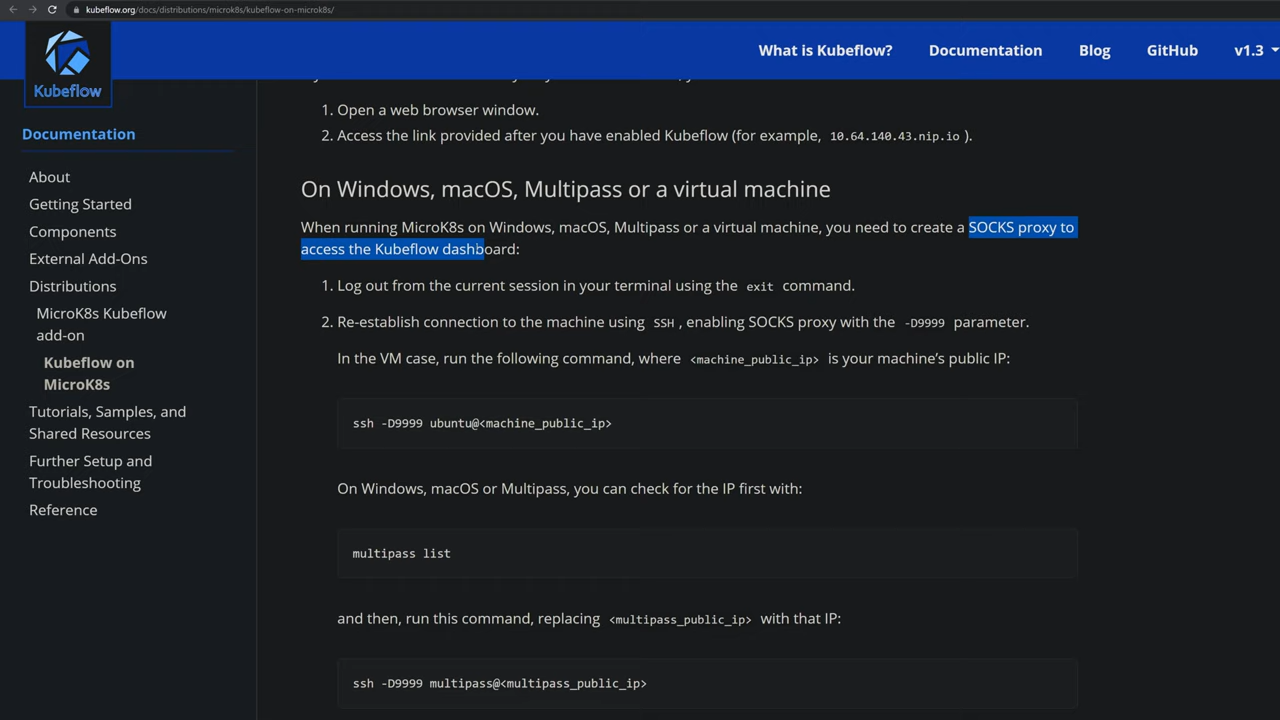 kubeflow.org/docs/distributions/microk8s/kubeflow-on-microk8s/
Kubeflow
What is Kubeflow?
Documentation
Blog
GitHub
v1.3
Documentation
About
Getting Started
Components
External Add-Ons
Distributions
MicroK8s Kubeflow
add-on
Kubeflow on
MicroK8s
Tutorials, Samples, and
Shared Resources
Further Setup and
Troubleshooting
Reference
1. Open a web browser window.
2. Access the link provided after you have enabled Kubeflow (for example, 10.64.140.43.nip.io ).
On Windows, macOS, Multipass or a virtual machine
When running MicroK8s on Windows, macOS, Multipass or a virtual machine, you need to create a SOCKS proxy to
access the Kubeflow dashboard:
1. Log out from the current session in your terminal using the exit command.
2. Re-establish connection to the machine using SSH , enabling SOCKS proxy with the -D9999 parameter.
In the VM case, run the following command, where <machine_public_ip> is your machine's public IP:
ssh -D9999 ubuntu@<machine_public_ip>
On Windows, macOS or Multipass, you can check for the IP first with:
multipass list
and then, run this command, replacing <multipass_public_ip> with that IP:
ssh -D9999 multipass@<multipass_public_ip>